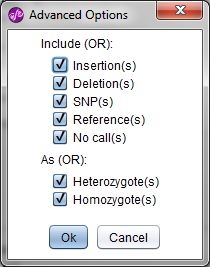 Advanced Options
Include (OR):
Insertion(s)
Deletion(s)
SNP(s)
Reference(s)
No call(s)
As (OR):
Heterozygote(s)
Homozygote(s)
Ok Cancel